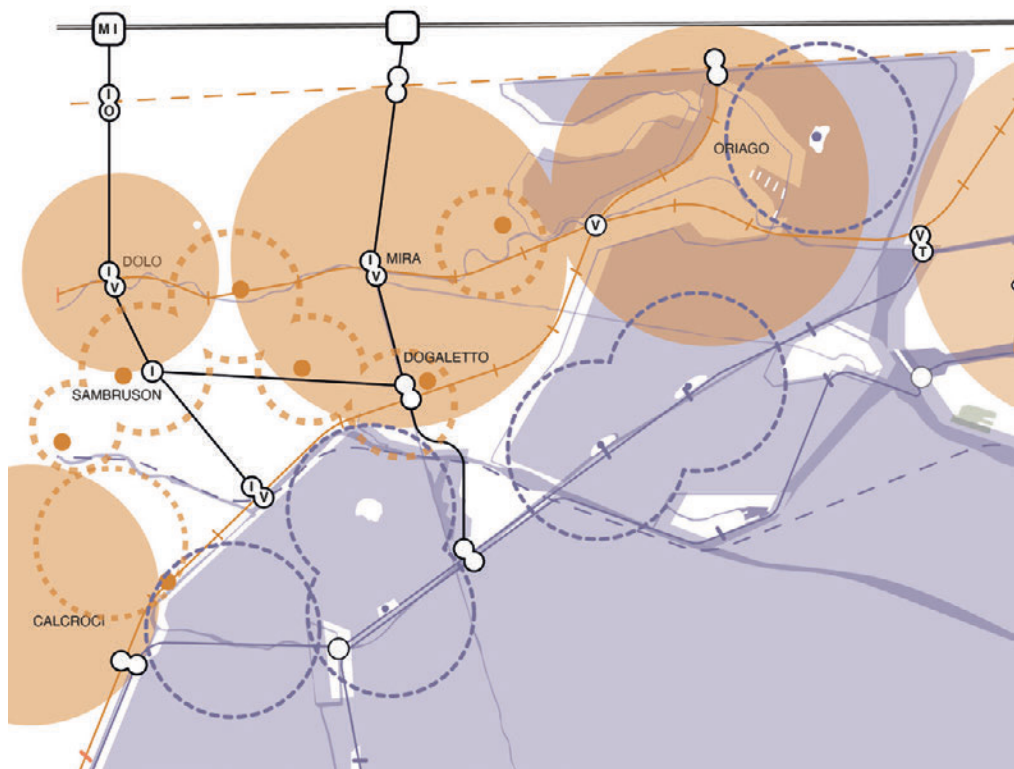 MI
I
O
ORIAGO
V
DOLO
I
V
MIRA
I
V
V
T
DOGALETTO
I
SAMBRUSON
I V
CALCROCI